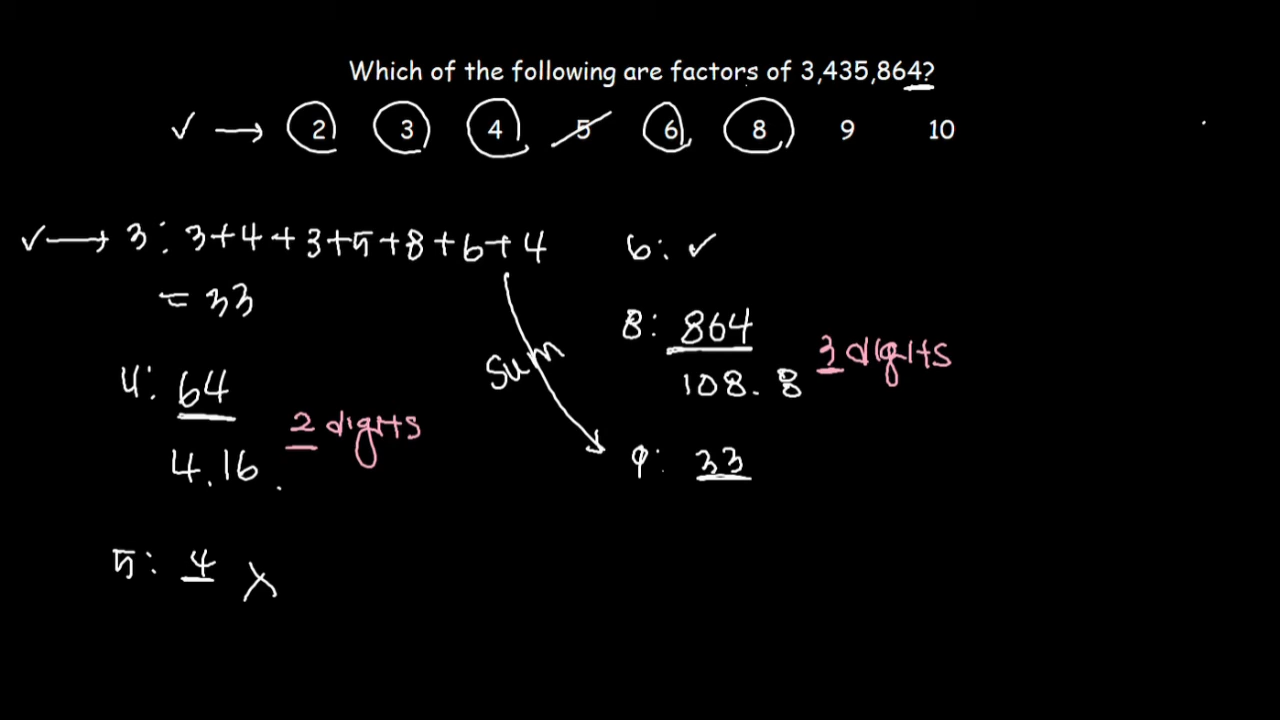 Which of the following are factors of 3,435,864?
✓ → 2 3 4 5 6 8 9 10
✓ → 3: 3+4+3+5+8+6+4
= 33
4: 64
4.16
2 digits
5: 4 ×
6: ✓
8: 864
108.8
3 digits
sum
9: 33